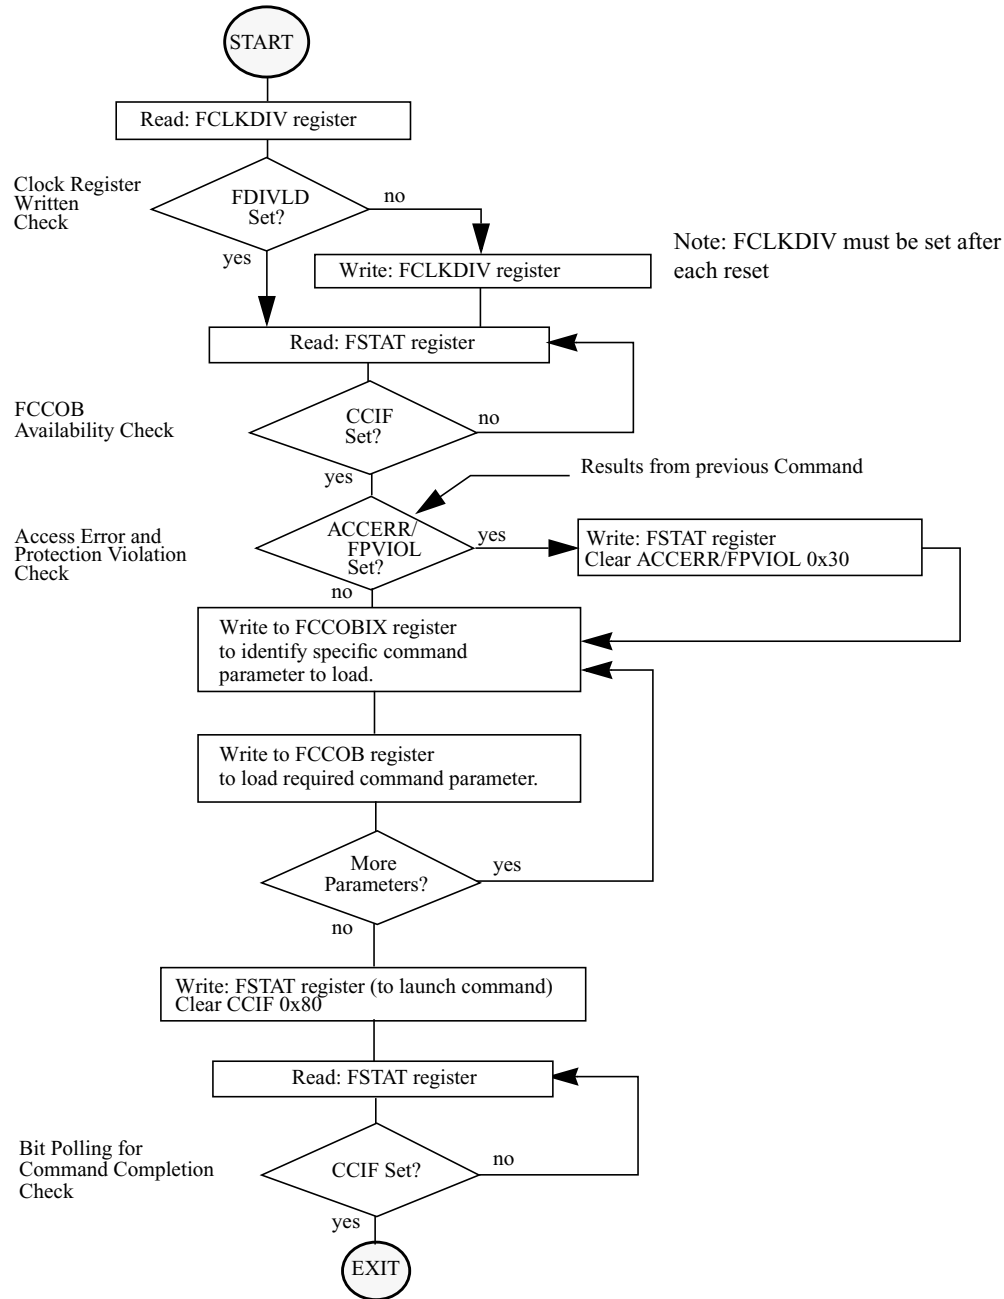 START
Read: FCLKDIV register
Clock Register
Written
Check
FDIVLD
Set?
no
yes
Write: FCLKDIV register
Note: FCLKDIV must be set after
each reset
Read: FSTAT register
FCCOB
Availability Check
CCIF
Set?
no
yes
Results from previous Command
Access Error and
Protection Violation
Check
ACCERR/
FPVIOL
Set?
yes
no
Write: FSTAT register
Clear ACCERR/FPVIOL 0x30
Write to FCCOBIX register
to identify specific command
parameter to load.
Write to FCCOB register
to load required command parameter.
More
Parameters?
yes
no
Write: FSTAT register (to launch command)
Clear CCIF 0x80
Read: FSTAT register
Bit Polling for
Command Completion
Check
CCIF Set?
no
yes
EXIT